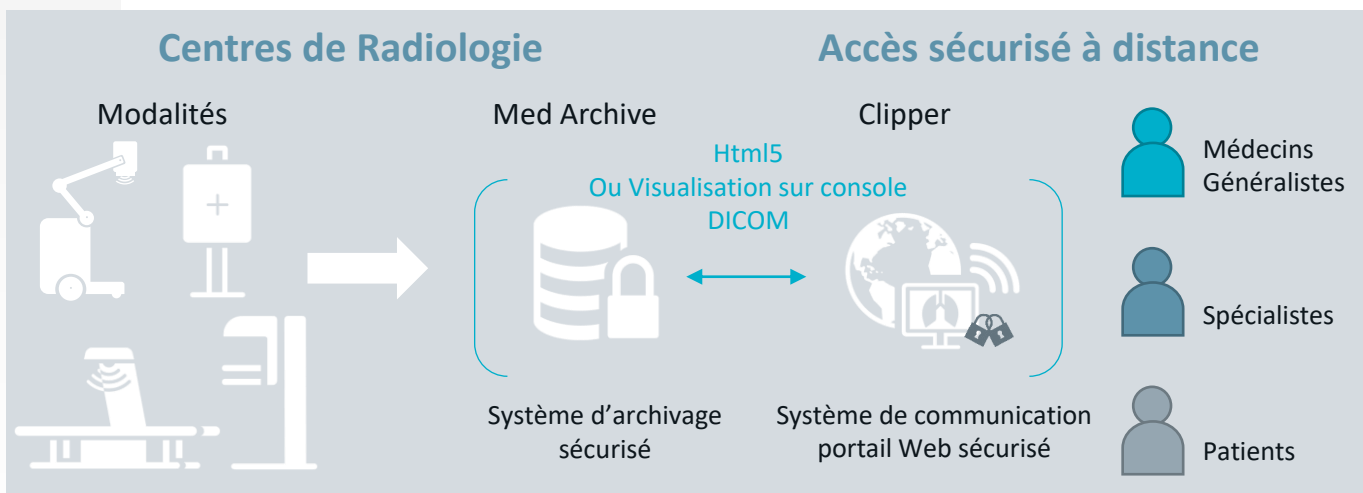 Centres de Radiologie
Accès sécurisé à distance
Modalités
Med Archive
Clipper
Html5
Ou Visualisation sur console
DICOM
Système d’archivage
sécurisé
Système de communication
portail Web sécurisé
Médecins
Généralistes
Spécialistes
Patients